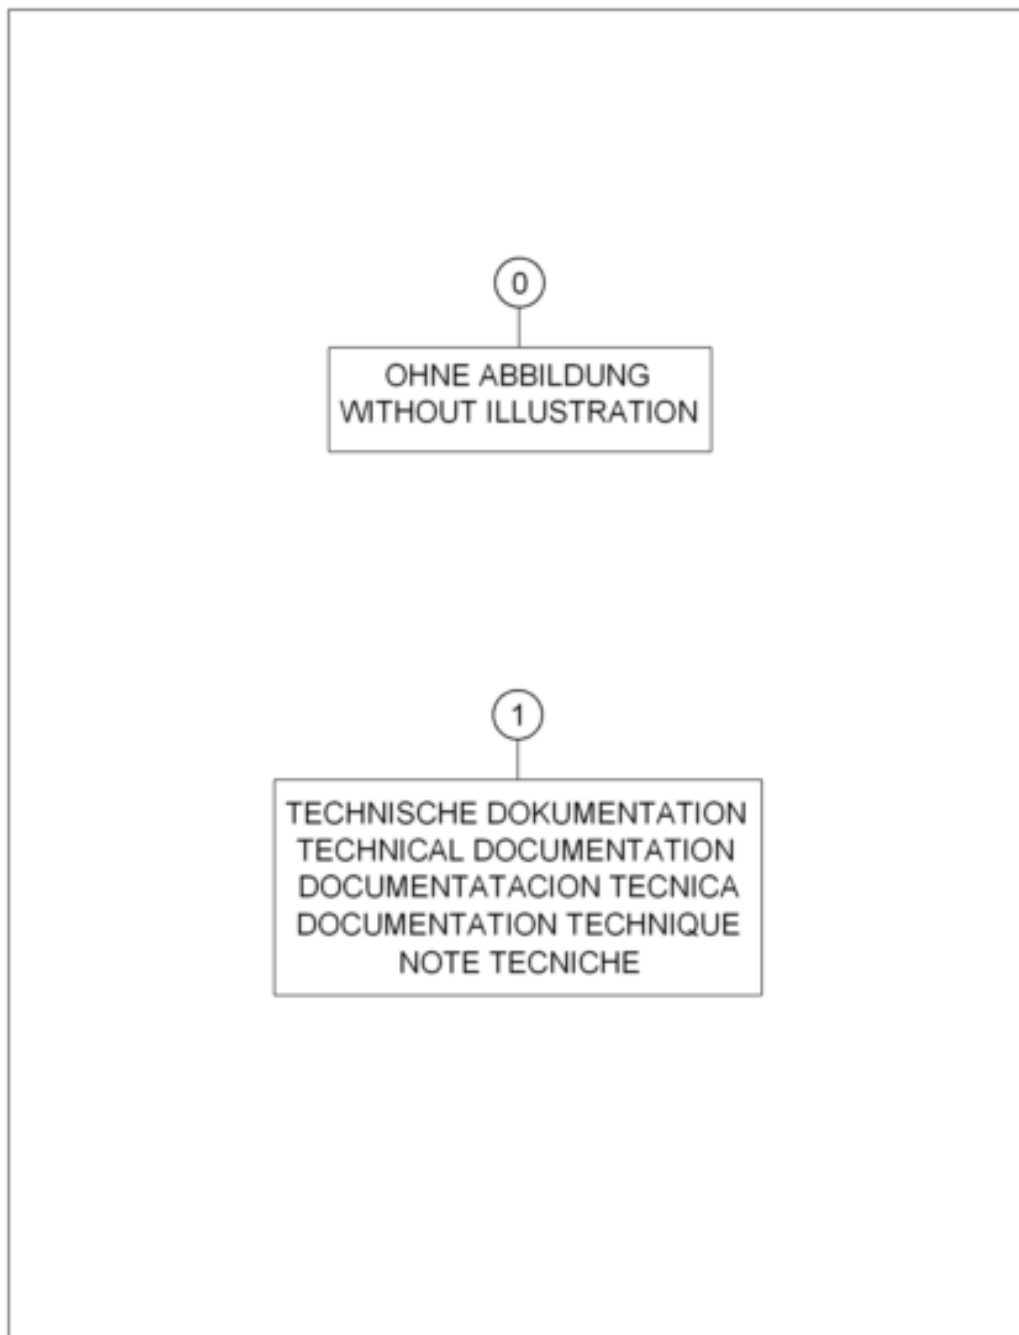 0
OHNE ABBILDUNG
WITHOUT ILLUSTRATION
1
TECHNISCHE DOKUMENTATION
TECHNICAL DOCUMENTATION
DOCUMENTATACION TECNICA
DOCUMENTATION TECHNIQUE
NOTE TECNICHE